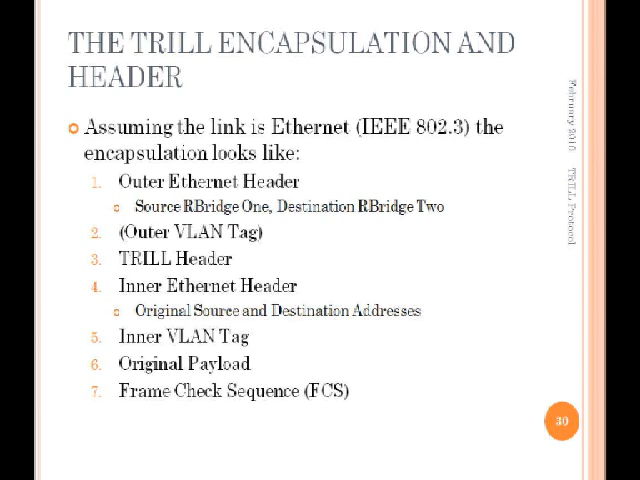 THE TRILL ENCAPSULATION AND
HEADER
Assuming the link is Ethernet (IEEE 802.3) the
encapsulation looks like:
1. Outer Ethernet Header
Source RBridge One, Destination RBridge Two
2. (Outer VLAN Tag)
3. TRILL Header
4. Inner Ethernet Header
Original Source and Destination Addresses
5. Inner VLAN Tag
6. Original Payload
7. Frame Check Sequence (FCS)
February
TRILL Protocol
30